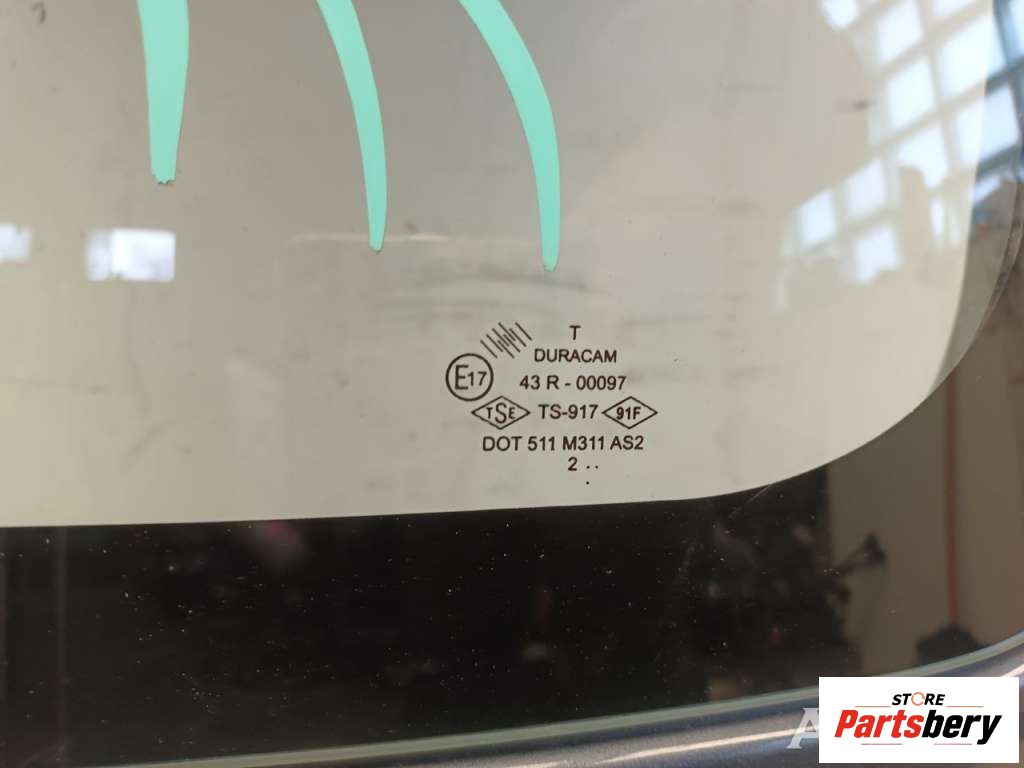 T
DURACAM
E17 43 R - 00097
TSE TS-917 91F
DOT 511 M311 AS2
2 ..
.
STORE
Partsbery